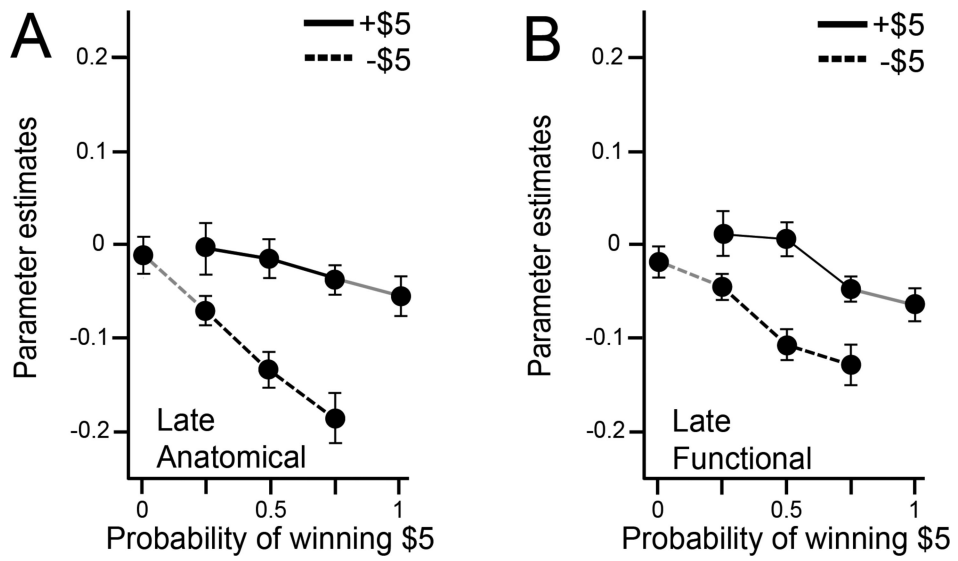 A
+$5
-$5
Parameter estimates
0.2
0.1
0
-0.1
-0.2
Late
Anatomical
0
0.5
1
Probability of winning $5
B
+$5
-$5
Parameter estimates
0.2
0.1
0
-0.1
-0.2
Late
Functional
0
0.5
1
Probability of winning $5